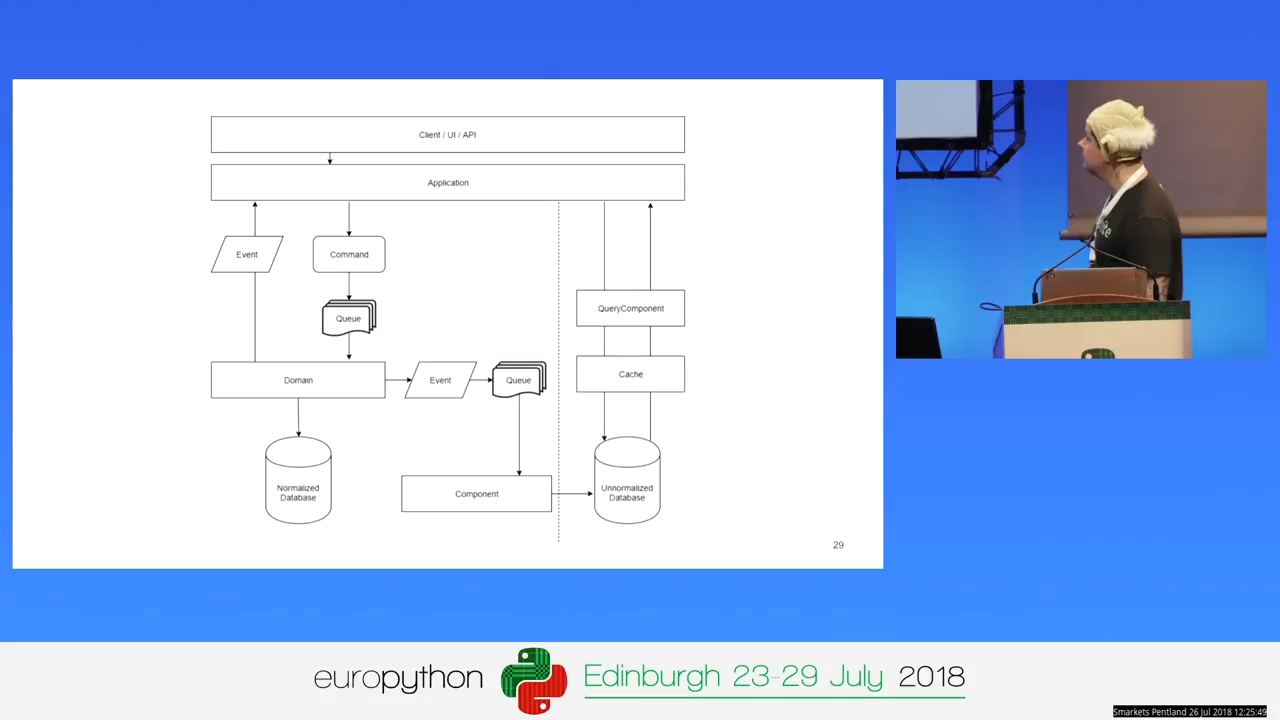 Client / UI / API
Application
Event
Command
Queue
QueryComponent
Domain
Event
Queue
Cache
Normalized
Database
Component
Unnormalized
Database
29
europython
Edinburgh 23-29 July 2018
Smarkets Pentland 26 Jul 2018 12:25:49